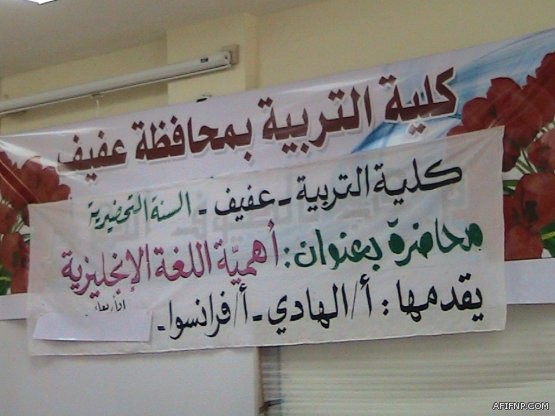 كلية التربية بمحافظة عفيف
كلية التربية - عفيف - السنة التحضيرية
محاضرة بعنوان: أهمية اللغة الإنجليزية
يقدمها: أ/الهادي - أ/فرانسوا -
AFIFNP.COM